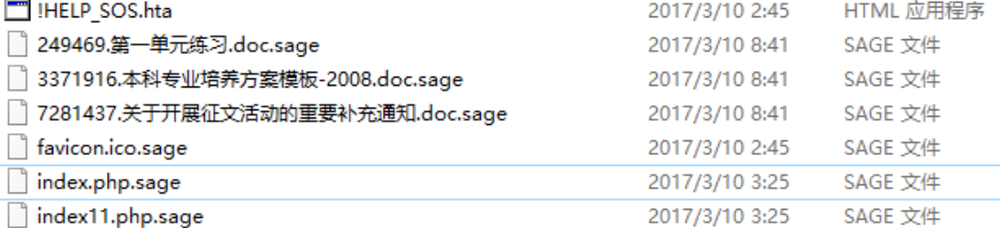 !HELP_SOS.hta 2017/3/10 2:45 HTML 应用程序
249469.第一单元练习.doc.sage 2017/3/10 8:41 SAGE 文件
3371916.本科专业培养方案模板-2008.doc.sage 2017/3/10 8:41 SAGE 文件
7281437.关于开展征文活动的重要补充通知.doc.sage 2017/3/10 8:41 SAGE 文件
favicon.ico.sage 2017/3/10 2:45 SAGE 文件
index.php.sage 2017/3/10 3:25 SAGE 文件
index11.php.sage 2017/3/10 3:25 SAGE 文件